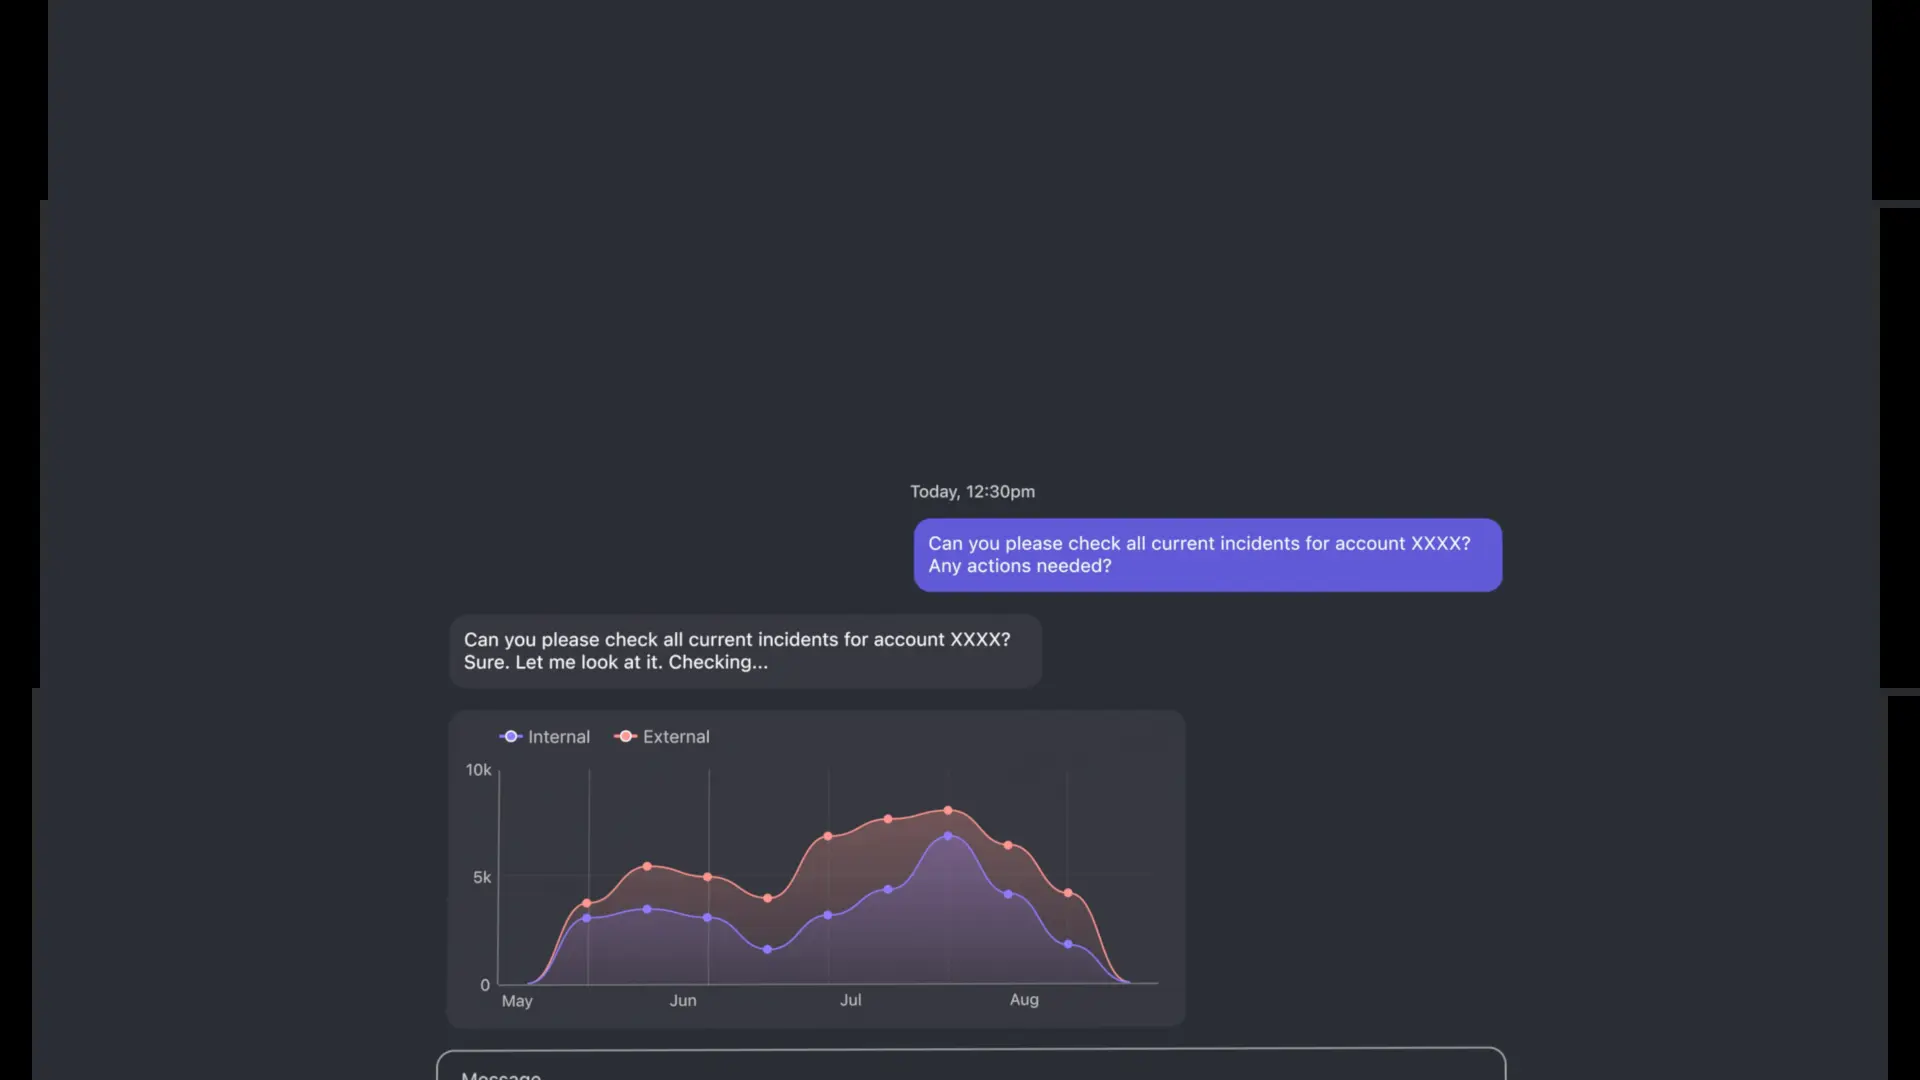 Today, 12:30pm
Can you please check all current incidents for account XXXX?
Any actions needed?
Can you please check all current incidents for account XXXX?
Sure. Let me look at it. Checking...
Internal External
10k
5k
0
May Jun Jul Aug
Message